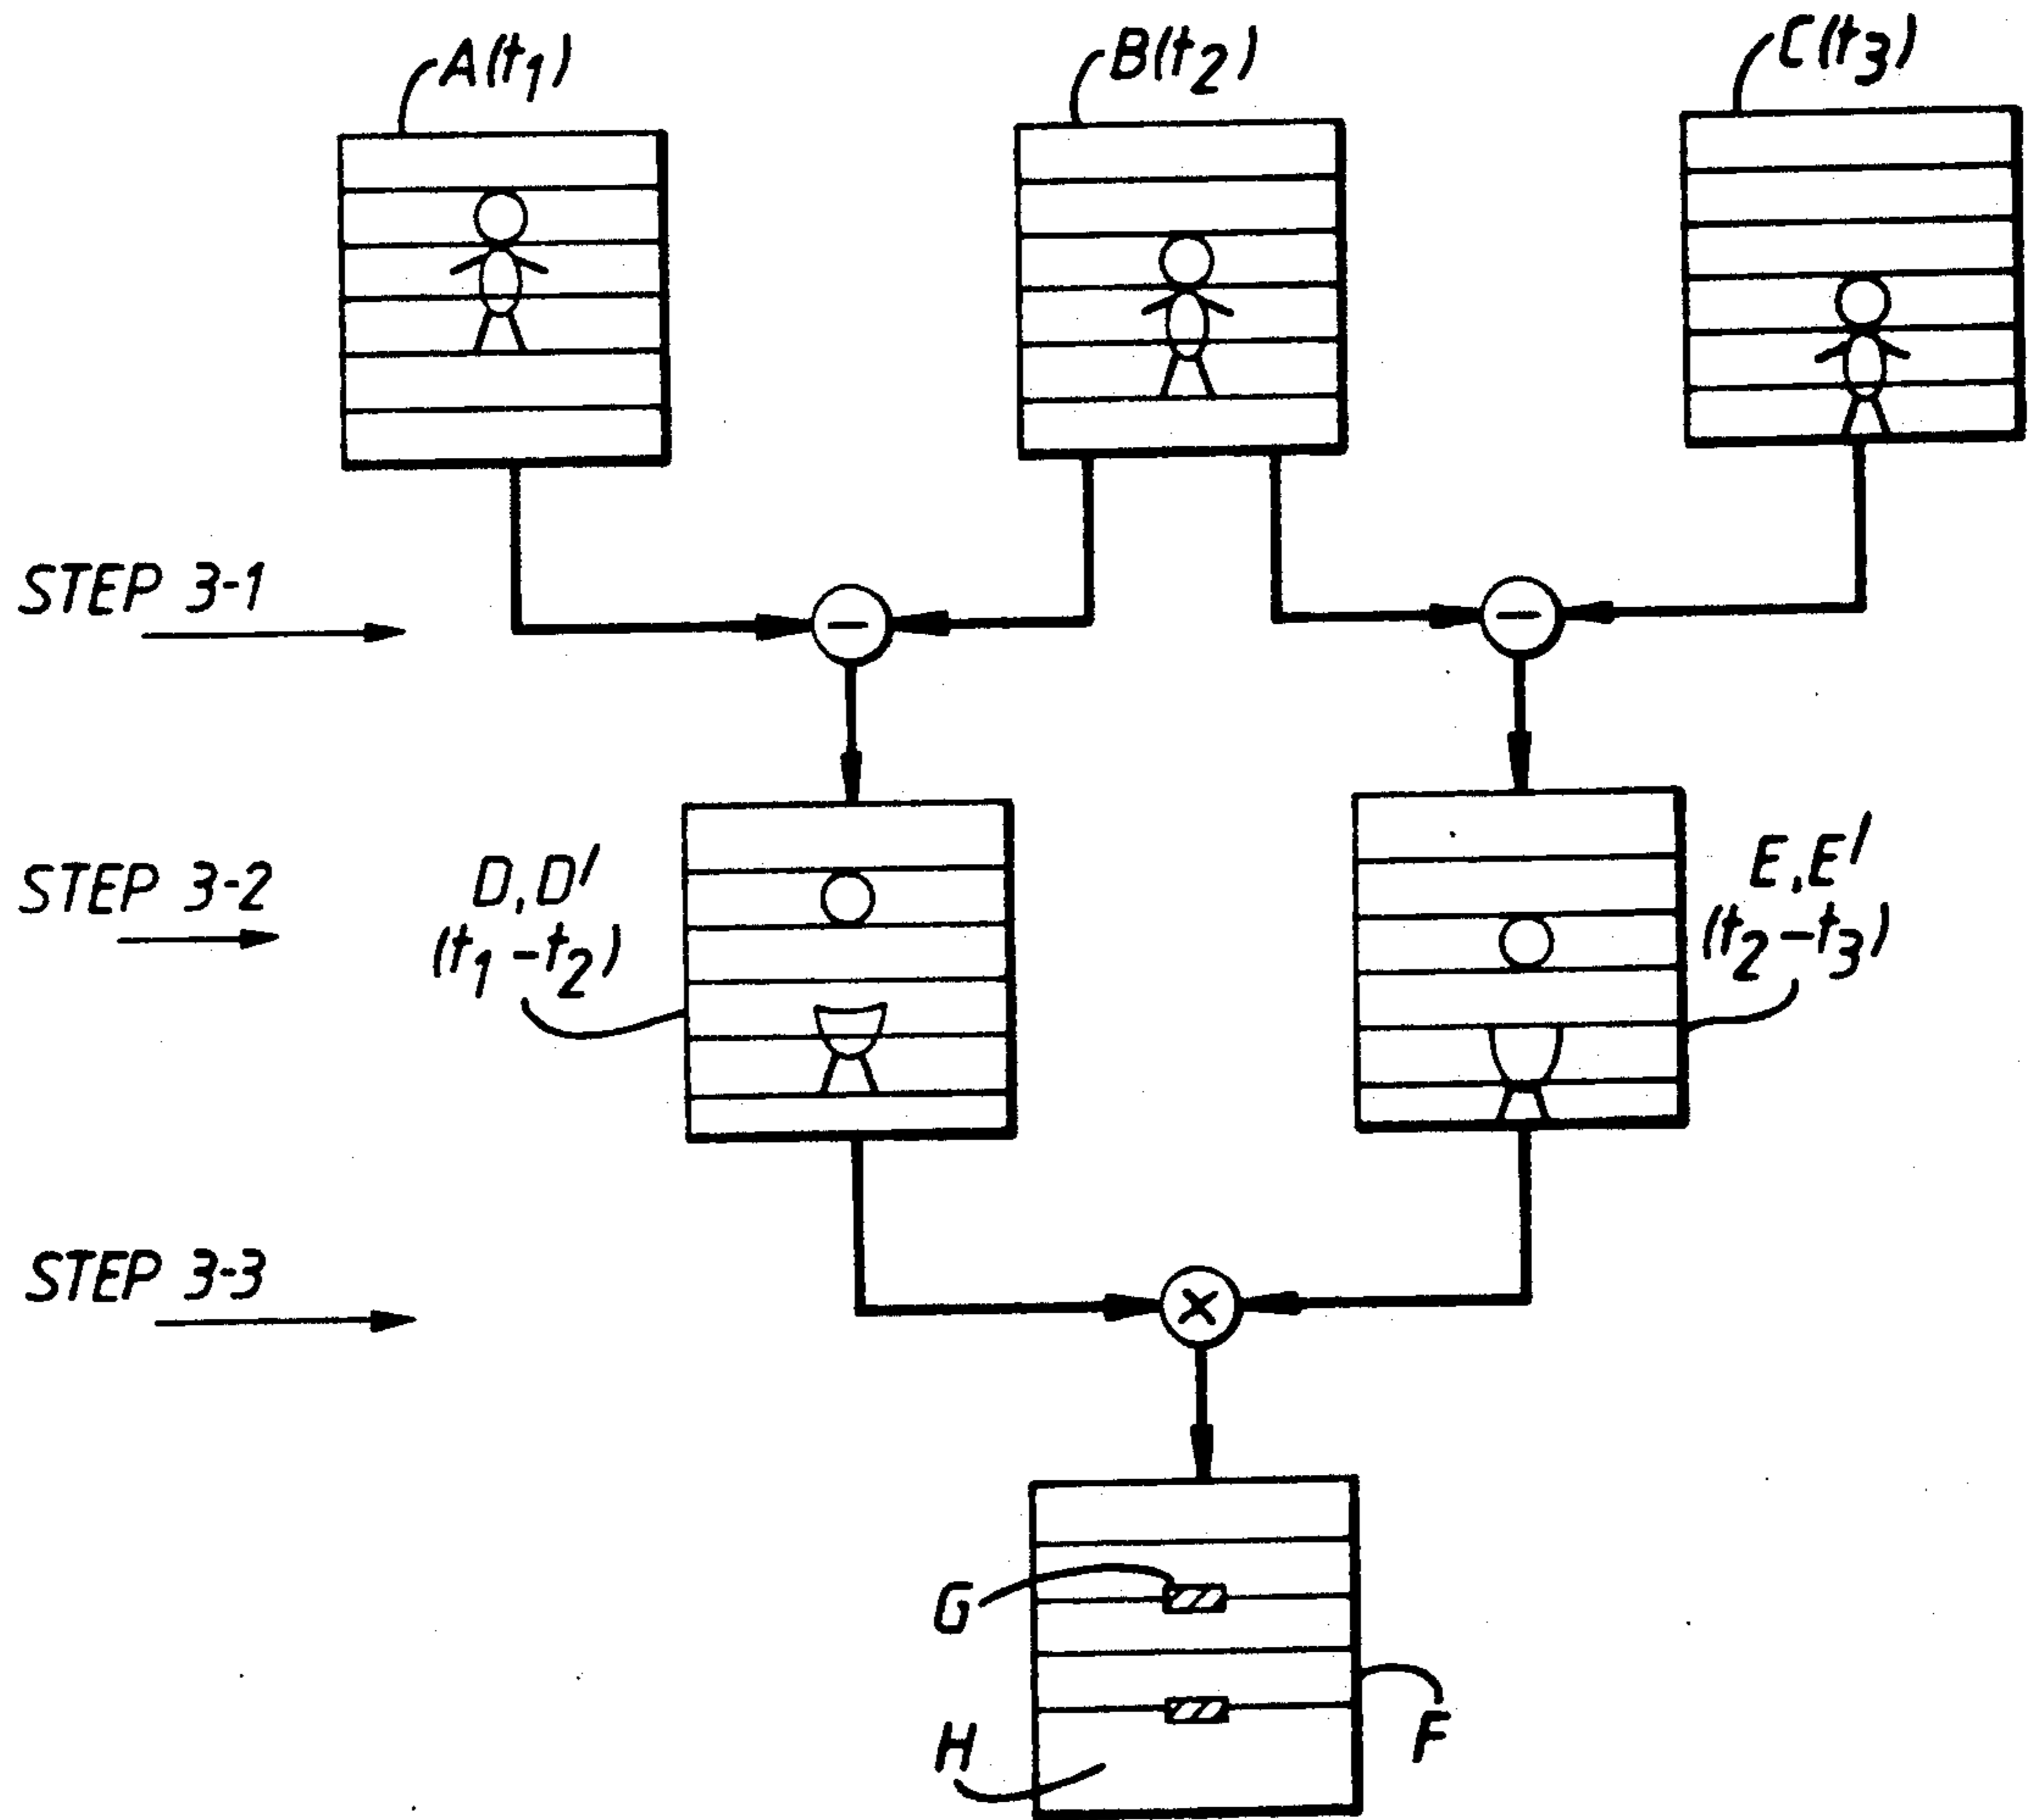 A(t1)
B(t2)
C(t3)
STEP 3-1
−
−
STEP 3-2
D,D'
(t1-t2)
E,E'
(t2-t3)
STEP 3-3
×
G
H
F